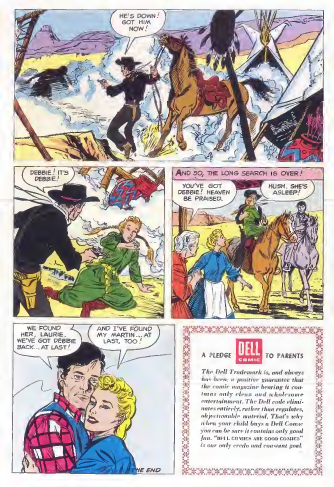 HE'S DOWN!
GOT HIM
NOW!
DEBBIE! IT'S
DEBBIE!
AND SO, THE LONG SEARCH IS OVER!
YOU'VE GOT
DEBBIE! HEAVEN
BE PRAISED.
HUSH. SHE'S
ASLEEP!
WE FOUND
HER, LAURIE.
WE'VE GOT DEBBIE
BACK... AT LAST!
AND I'VE FOUND
MY MARTIN... AT
LAST, TOO!
THE END
A PLEDGE
DELL
COMIC
TO PARENTS
The Dell Trademark is, and always
has been, a positive guarantee that
the comic magazine bearing it con-
tains only clean and wholesome
entertainment. The Dell code elimi-
nates entirely, rather than regulates,
objectionable material. That's why
when your child buys a Dell Comic
you can be sure it contains only good
fun. "DELL COMICS ARE GOOD COMICS"
is our only credo and constant goal.